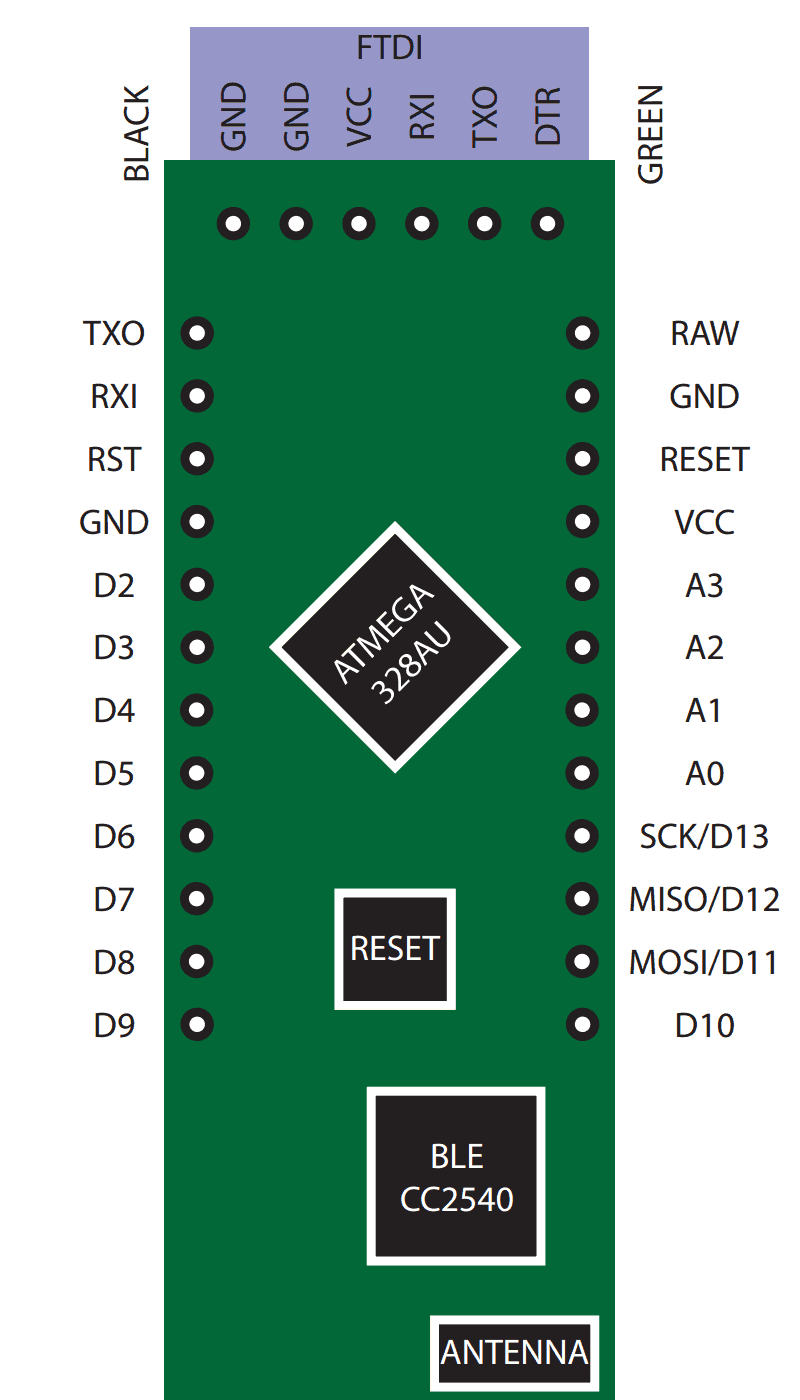 FTDI
BLACK
GND
GND
VCC
RXI
TXO
DTR
GREEN
TXO
RAW
RXI
GND
RST
RESET
GND
VCC
D2
A3
D3
A2
D4
A1
D5
A0
D6
SCK/D13
D7
MISO/D12
D8
MOSI/D11
D9
D10
ATMEGA
328AU
RESET
BLE
CC2540
ANTENNA